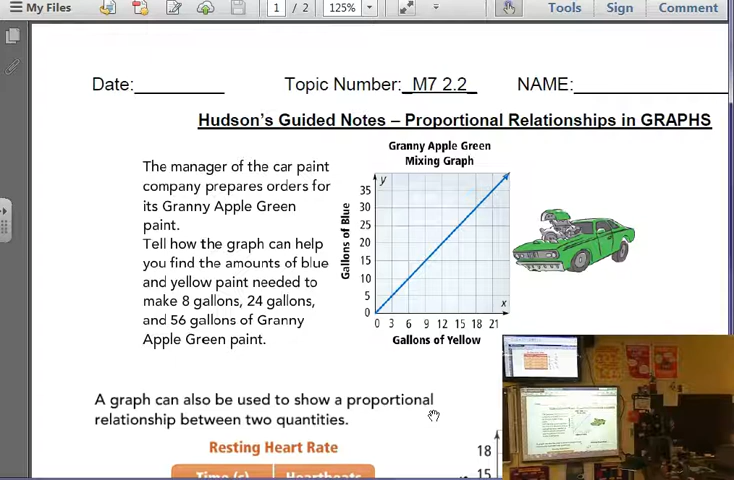 My Files
1 / 2
125%
Tools
Sign
Comment
Date:_________ Topic Number:_M7 2.2_ NAME:_______________
Hudson's Guided Notes – Proportional Relationships in GRAPHS
The manager of the car paint
company prepares orders for
its Granny Apple Green
paint.
Tell how the graph can help
you find the amounts of blue
and yellow paint needed to
make 8 gallons, 24 gallons,
and 56 gallons of Granny
Apple Green paint.
Granny Apple Green
Mixing Graph
y
35
30
25
20
15
10
5
0
Gallons of Blue
x
0 3 6 9 12 15 18 21
Gallons of Yellow
A graph can also be used to show a proportional
relationship between two quantities.
Resting Heart Rate
Time (s) Heartbeats
18
15